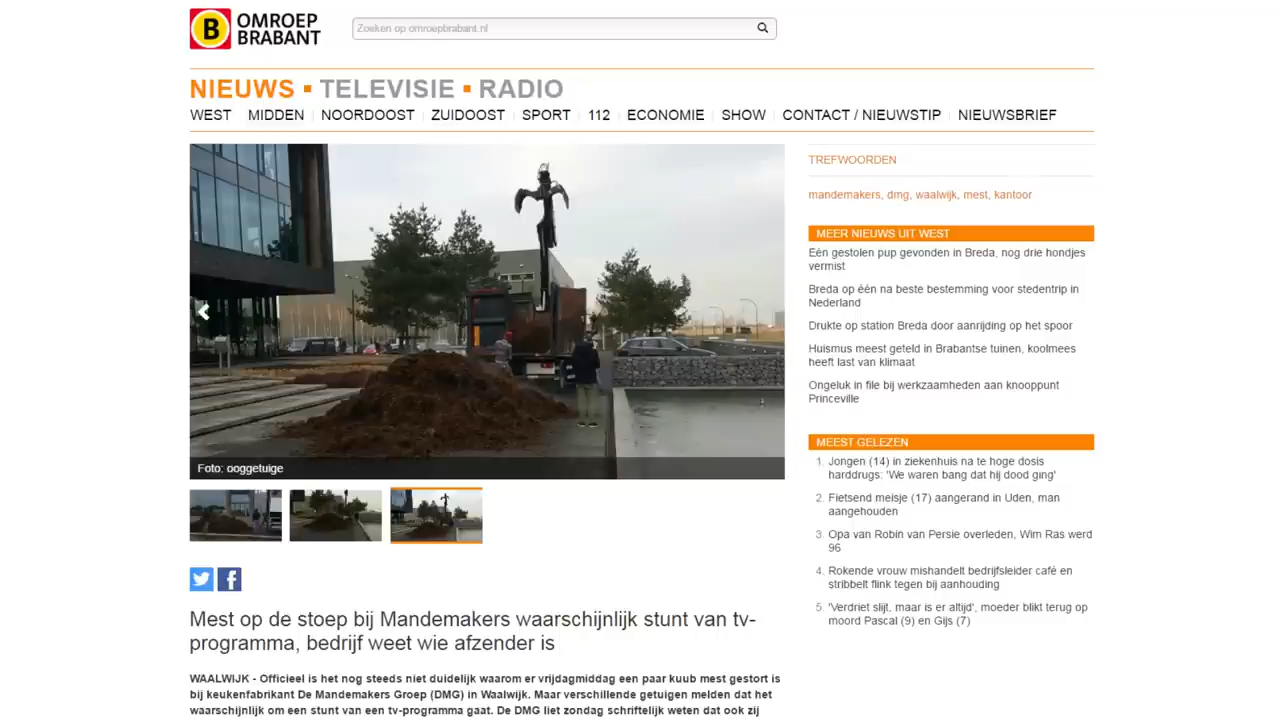 B OMROEP
BRABANT
Zoeken op omroepbrabant.nl
NIEUWS ▪ TELEVISIE ▪ RADIO
WEST MIDDEN NOORDOOST ZUIDOOST SPORT 112 ECONOMIE SHOW CONTACT / NIEUWSTIP NIEUWSBRIEF
Foto: ooggetuige
Mest op de stoep bij Mandemakers waarschijnlijk stunt van tv-
programma, bedrijf weet wie afzender is
WAALWIJK - Officieel is het nog steeds niet duidelijk waarom er vrijdagmiddag een paar kuub mest gestort is
bij keukenfabrikant De Mandemakers Groep (DMG) in Waalwijk. Maar verschillende getuigen melden dat het
waarschijnlijk om een stunt van een tv-programma gaat. De DMG liet zondag schriftelijk weten dat ook zij
TREFWOORDEN
mandemakers, dmg, waalwijk, mest, kantoor
MEER NIEUWS UIT WEST
Eén gestolen pup gevonden in Breda, nog drie hondjes
vermist
Breda op één na beste bestemming voor stedentrip in
Nederland
Drukte op station Breda door aanrijding op het spoor
Huismus meest geteld in Brabantse tuinen, koolmees
heeft last van klimaat
Ongeluk in file bij werkzaamheden aan knooppunt
Princeville
MEEST GELEZEN
1. Jongen (14) in ziekenhuis na te hoge dosis
harddrugs: 'We waren bang dat hij dood ging'
2. Fietsend meisje (17) aangerand in Uden, man
aangehouden
3. Opa van Robin van Persie overleden, Wim Ras werd
96
4. Rokende vrouw mishandelt bedrijfsleider café en
stribbelt flink tegen bij aanhouding
5. 'Verdriet slijt, maar is er altijd', moeder blikt terug op
moord Pascal (9) en Gijs (7)